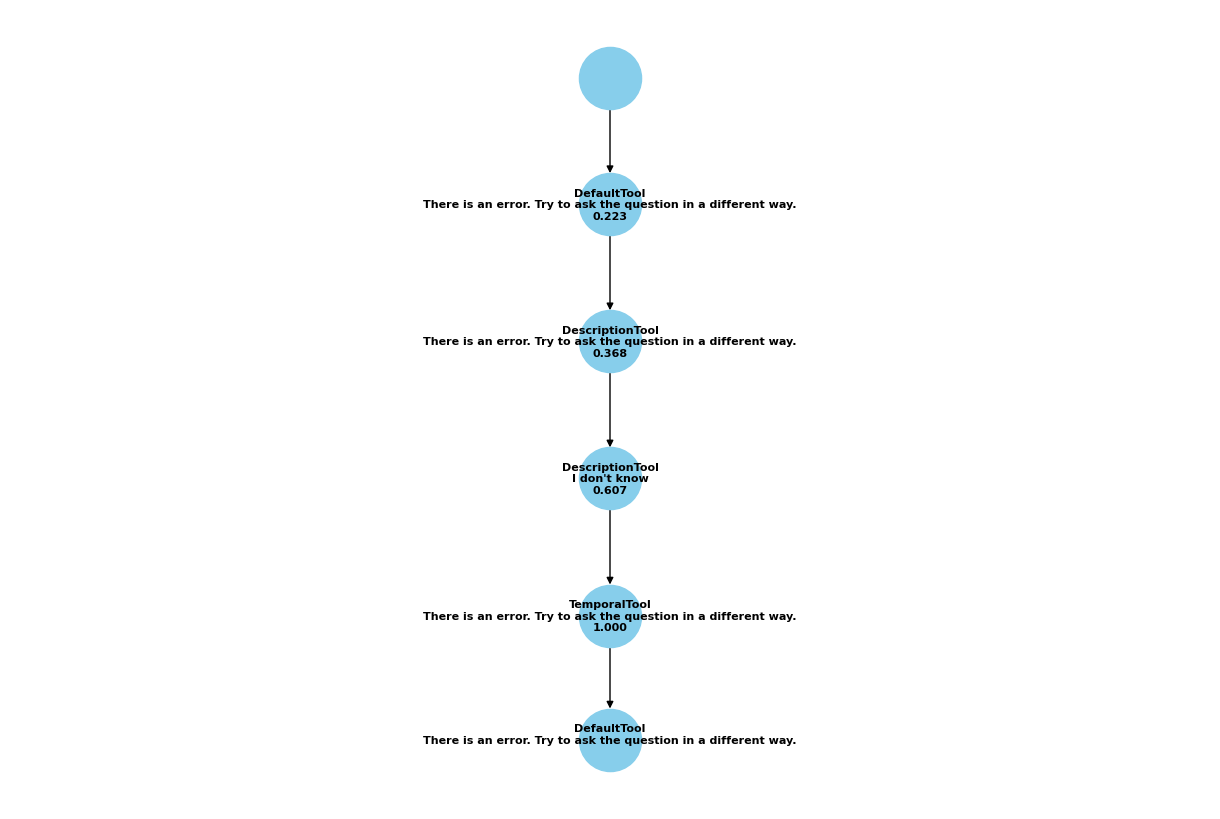 DefaultTool
There is an error. Try to ask the question in a different way.
0.223
DescriptionTool
There is an error. Try to ask the question in a different way.
0.368
DescriptionTool
I don't know
0.607
TemporalTool
There is an error. Try to ask the question in a different way.
1.000
DefaultTool
There is an error. Try to ask the question in a different way.